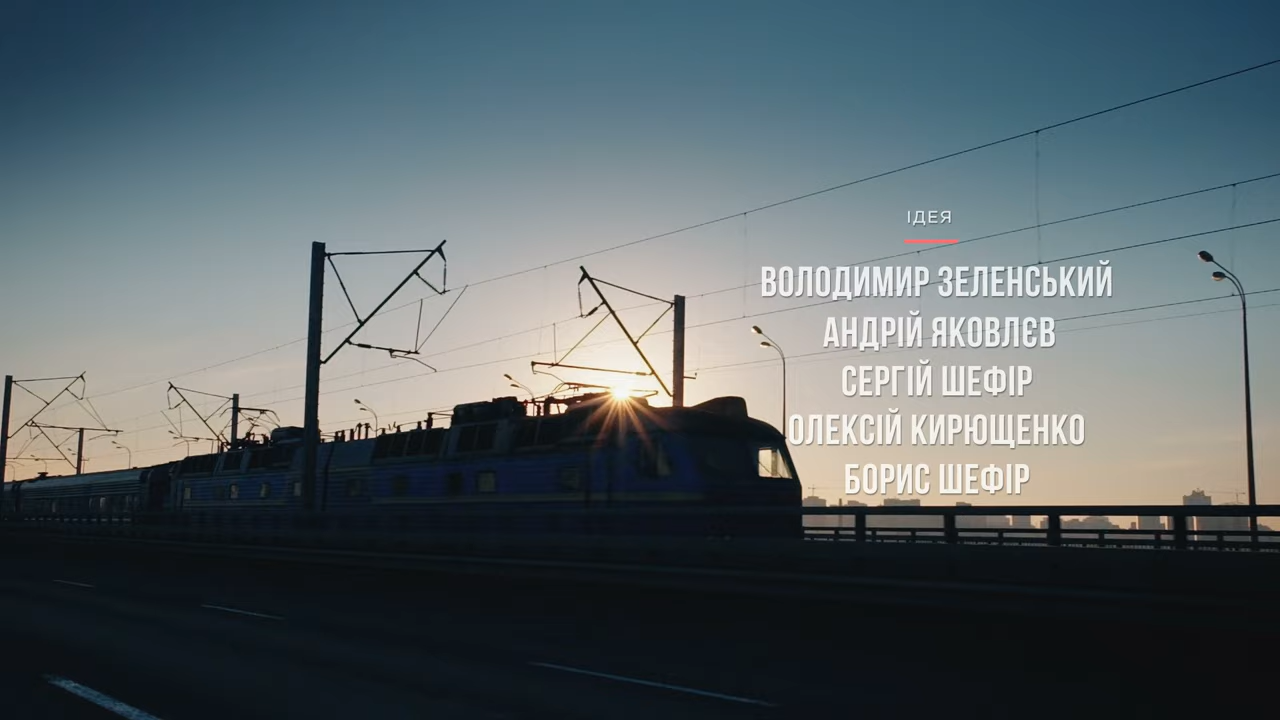 ІДЕЯ
ВОЛОДИМИР ЗЕЛЕНСЬКИЙ
АНДРІЙ ЯКОВЛЄВ
СЕРГІЙ ШЕФІР
ОЛЕКСІЙ КИРЮЩЕНКО
БОРИС ШЕФІР